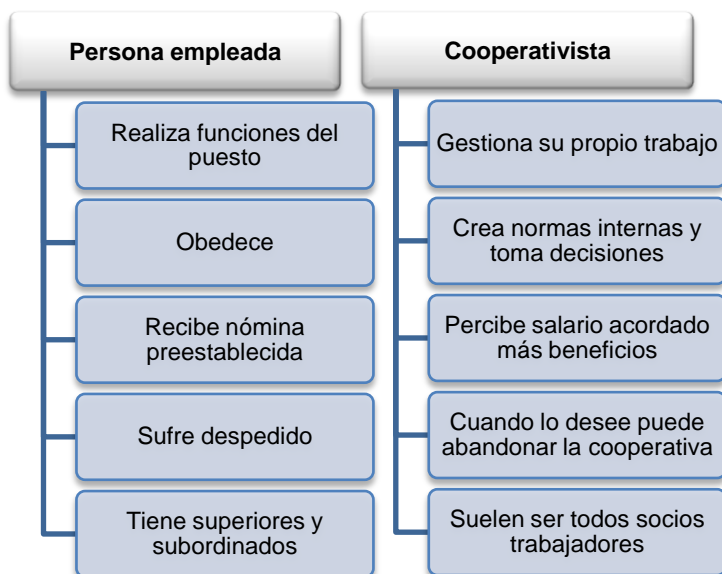 Persona empleada
Realiza funciones del
puesto
Obedece
Recibe nómina
preestablecida
Sufre despedido
Tiene superiores y
subordinados
Cooperativista
Gestiona su propio trabajo
Crea normas internas y
toma decisiones
Percibe salario acordado
más beneficios
Cuando lo desee puede
abandonar la cooperativa
Suelen ser todos socios
trabajadores